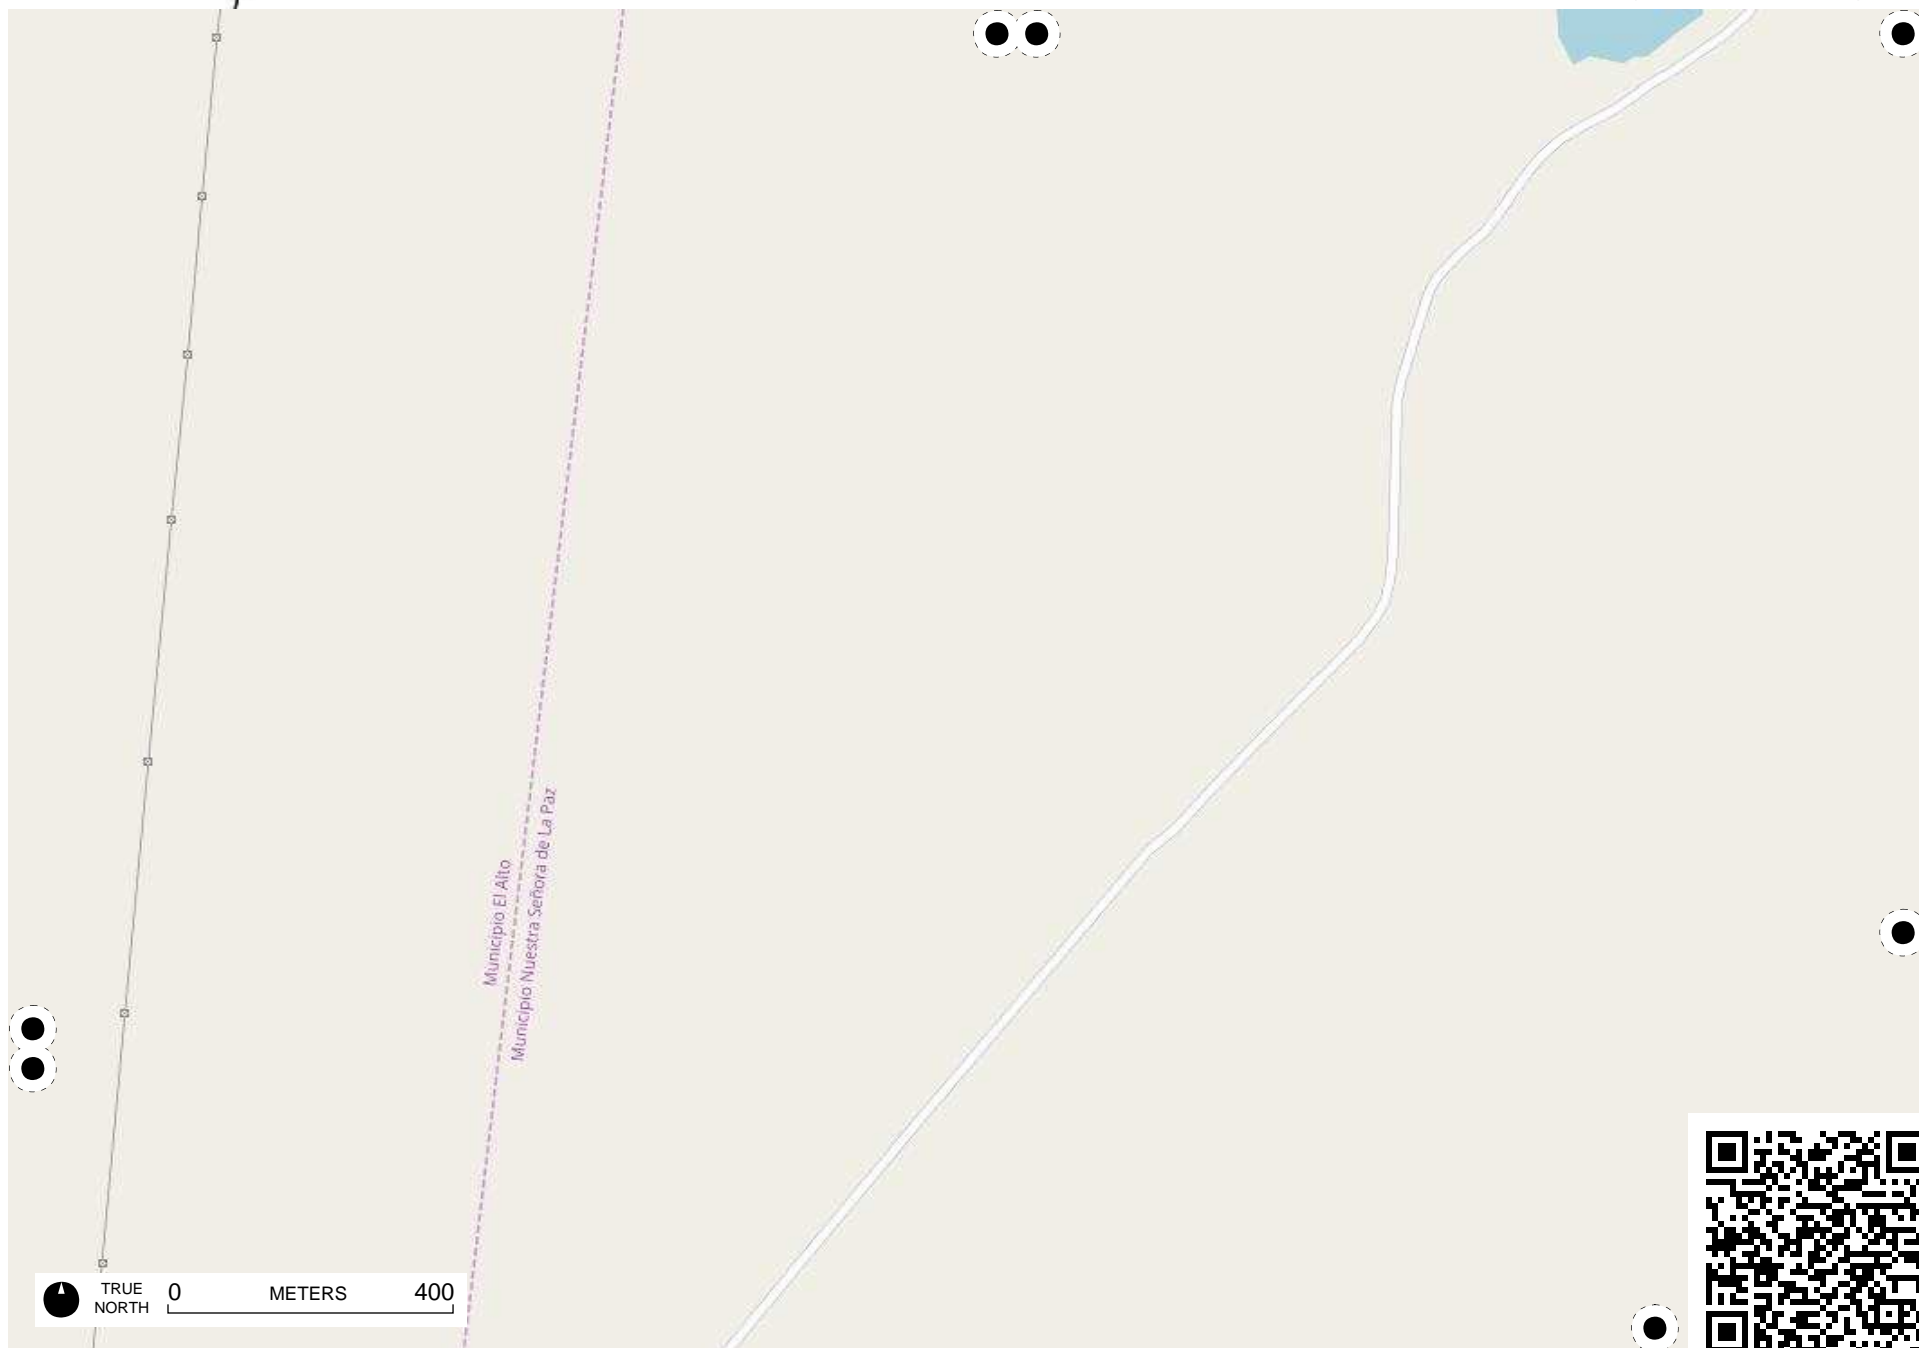 Municipio El Alto
Municipio Nuestra Señora de La Paz
TRUE
NORTH
0 METERS 400